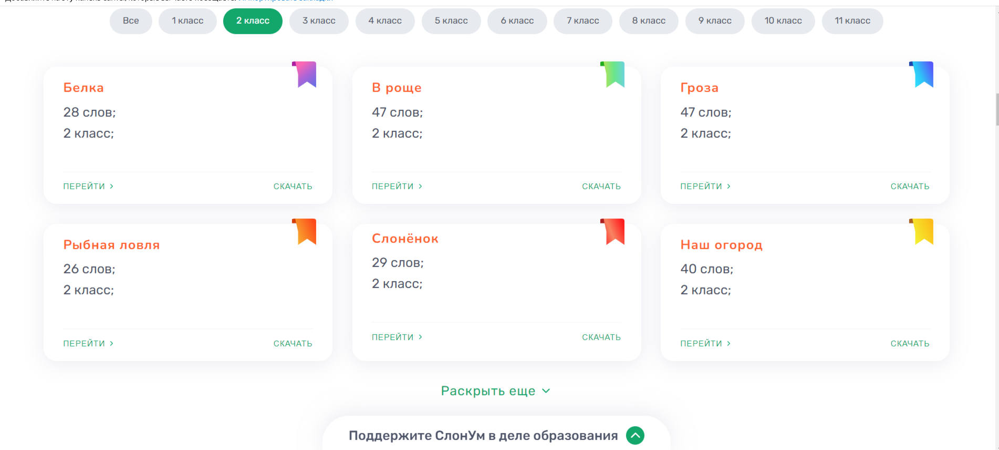 Все
1 класс
2 класс
3 класс
4 класс
5 класс
6 класс
7 класс
8 класс
9 класс
10 класс
11 класс
Белка
28 слов;
2 класс;
ПЕРЕЙТИ >
СКАЧАТЬ
В роще
47 слов;
2 класс;
ПЕРЕЙТИ >
СКАЧАТЬ
Гроза
47 слов;
2 класс;
ПЕРЕЙТИ >
СКАЧАТЬ
Рыбная ловля
26 слов;
2 класс;
ПЕРЕЙТИ >
СКАЧАТЬ
Слонёнок
29 слов;
2 класс;
ПЕРЕЙТИ >
СКАЧАТЬ
Наш огород
40 слов;
2 класс;
ПЕРЕЙТИ >
СКАЧАТЬ
Раскрыть еще
Поддержите СлонУм в деле образования